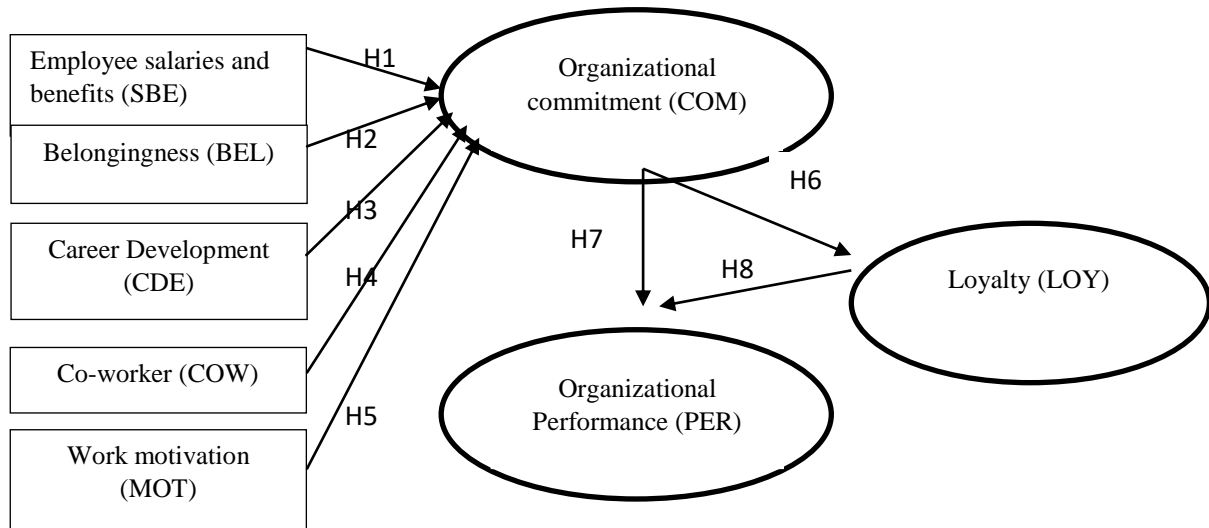 Employee salaries and
benefits (SBE)
H1
Organizational
commitment (COM)
Belongingness (BEL)
H2
H6
H3
Career Development
(CDE)
H7
H4
H8
Loyalty (LOY)
Co-worker (COW)
Organizational
Performance (PER)
H5
Work motivation
(MOT)